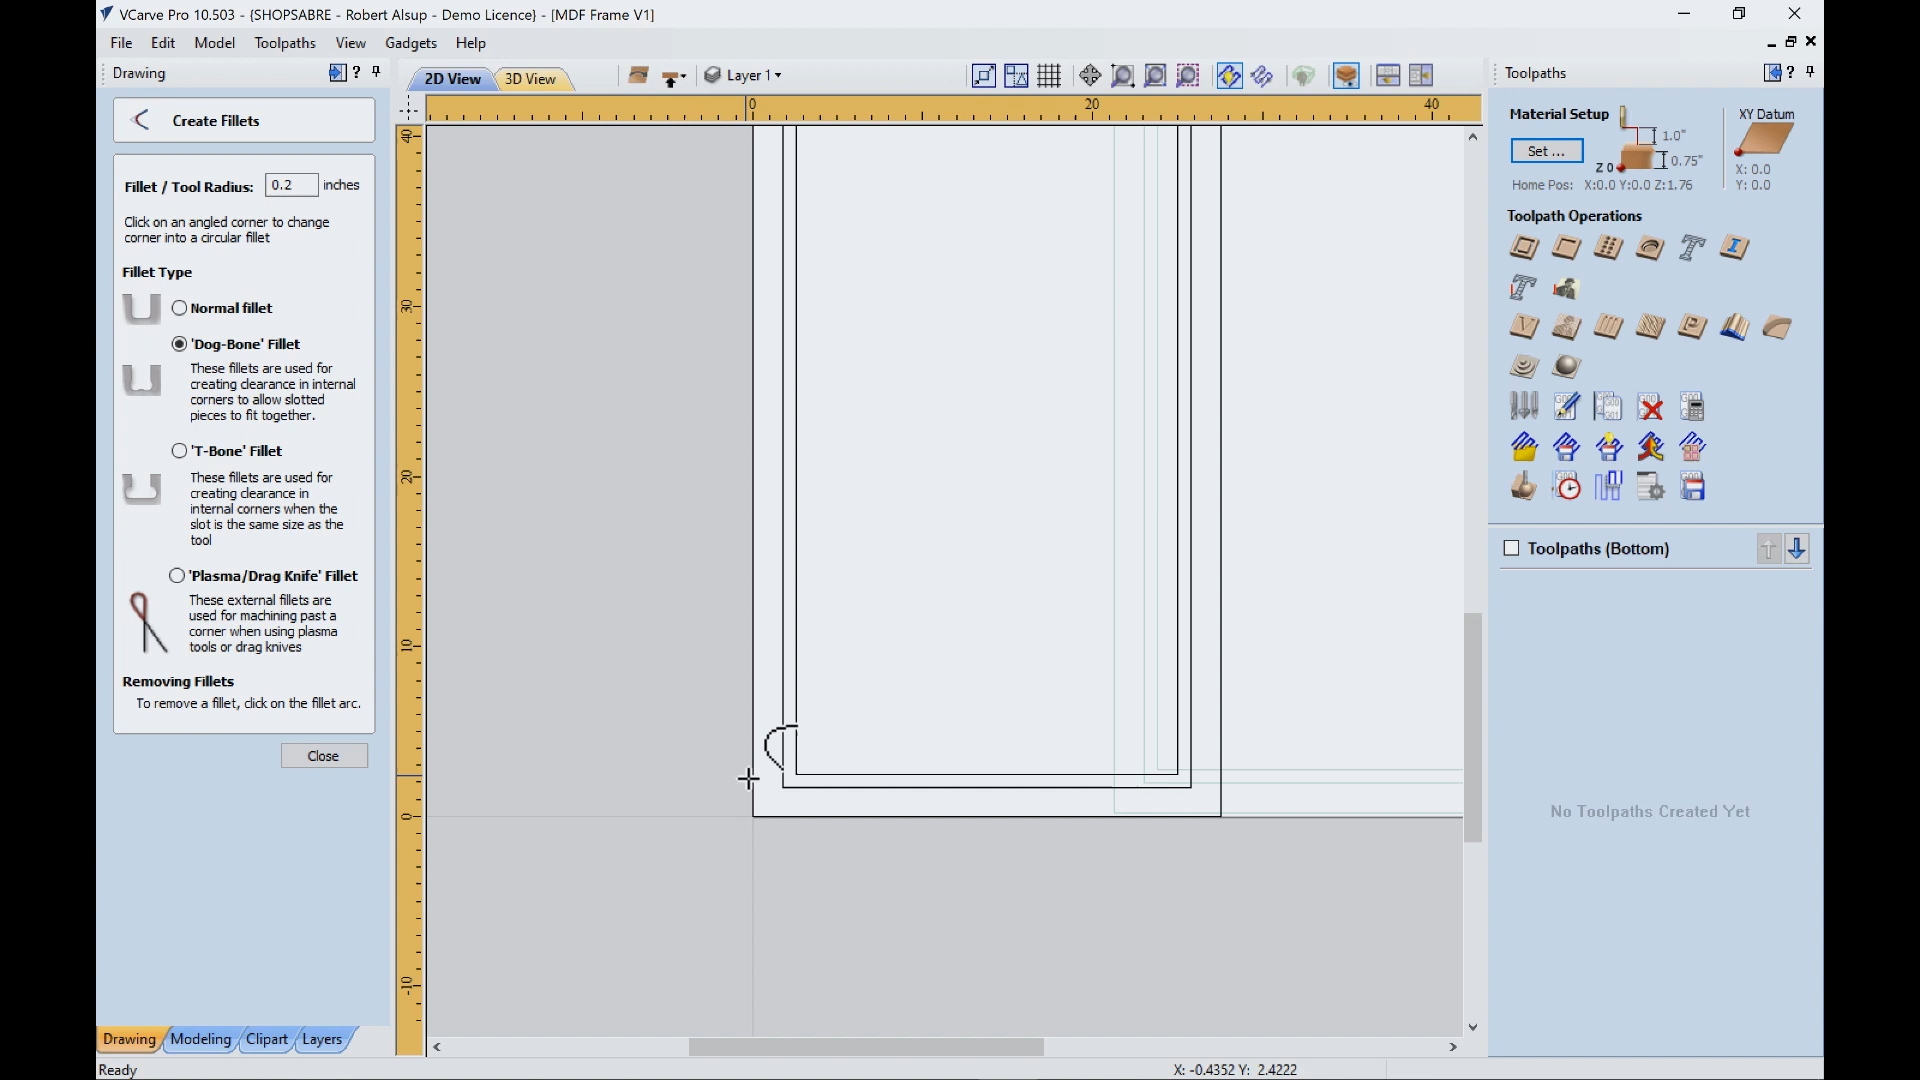 VCarve Pro 10.503 - {SHOPSABRE - Robert Alsup - Demo Licence} - [MDF Frame V1]
File Edit Model Toolpaths View Gadgets Help
Drawing
?
Create Fillets
Fillet / Tool Radius: 0.2 inches
Click on an angled corner to change
corner into a circular fillet
Fillet Type
Normal fillet
'Dog-Bone' Fillet
These fillets are used for
creating clearance in internal
corners to allow slotted
pieces to fit together.
'T-Bone' Fillet
These fillets are used for
creating clearance in
internal corners when the
slot is the same size as the
tool
'Plasma/Drag Knife' Fillet
These external fillets are
used for machining past a
corner when using plasma
tools or drag knives
Removing Fillets
To remove a fillet, click on the fillet arc.
Close
Drawing Modeling Clipart Layers
Ready
2D View 3D View
Layer 1
0 20 40
40
30
20
10
0
-10
X: -0.4352 Y: 2.4222
Toolpaths
?
Material Setup
Set ...
1.0"
0.75"
Z 0
XY Datum
X: 0.0
Y: 0.0
Home Pos: X:0.0 Y:0.0 Z:1.76
Toolpath Operations
Toolpaths (Bottom)
No Toolpaths Created Yet